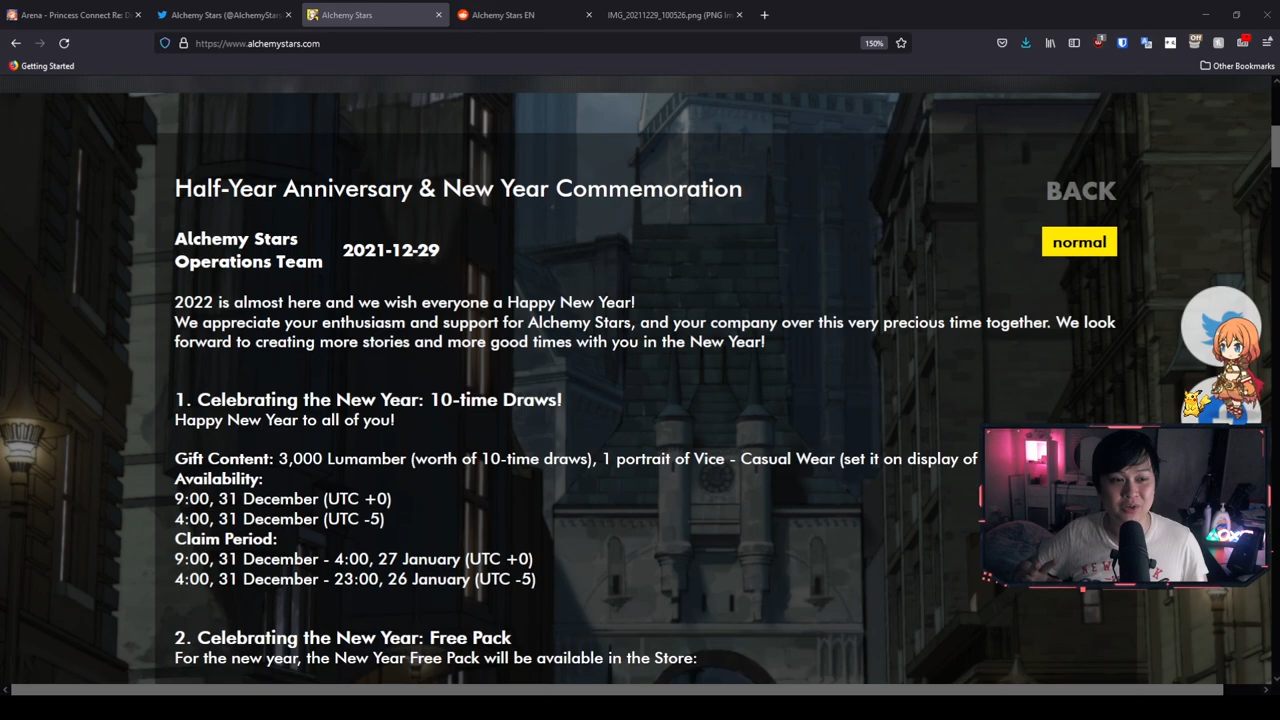 Arena - Princess Connect Re: D
Alchemy Stars (@AlchemyStar
Alchemy Stars
Alchemy Stars EN
IMG_20211229_100526.png (PNG Im
https://www.alchemystars.com
150%
1
Off
Getting Started
Other Bookmarks
Half-Year Anniversary & New Year Commemoration
BACK
Alchemy Stars
Operations Team
2021-12-29
normal
2022 is almost here and we wish everyone a Happy New Year!
We appreciate your enthusiasm and support for Alchemy Stars, and your company over this very precious time together. We look
forward to creating more stories and more good times with you in the New Year!
1. Celebrating the New Year: 10-time Draws!
Happy New Year to all of you!
Gift Content: 3,000 Lumamber (worth of 10-time draws), 1 portrait of Vice - Casual Wear (set it on display of
Availability:
9:00, 31 December (UTC +0)
4:00, 31 December (UTC -5)
Claim Period:
9:00, 31 December - 4:00, 27 January (UTC +0)
4:00, 31 December - 23:00, 26 January (UTC -5)
2. Celebrating the New Year: Free Pack
For the new year, the New Year Free Pack will be available in the Store: